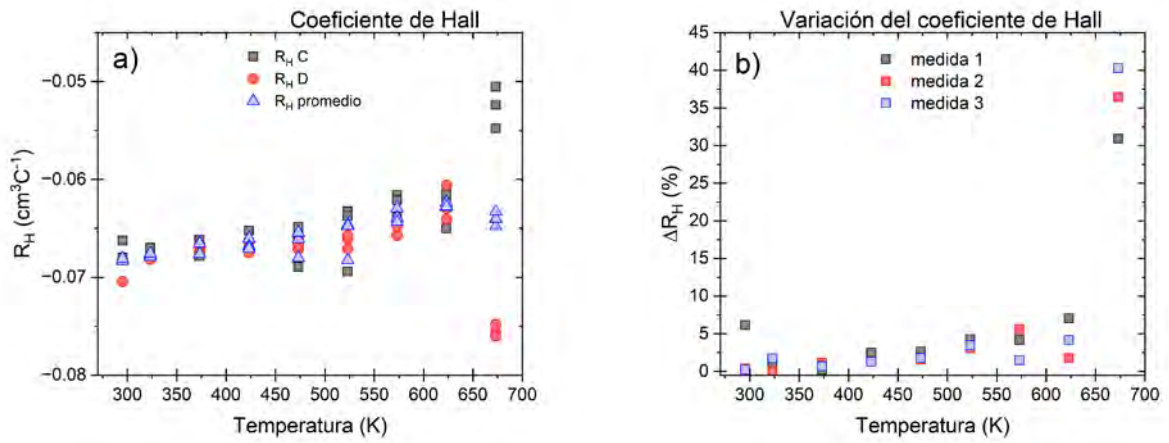 Coeficiente de Hall
a)
R_H C
R_H D
R_H promedio
−0.05
−0.06
−0.07
−0.08
R_H (cm³C⁻¹)
300 350 400 450 500 550 600 650 700
Temperatura (K)
Variación del coeficiente de Hall
b)
medida 1
medida 2
medida 3
45
40
35
30
25
20
15
10
5
0
ΔR_H (%)
300 350 400 450 500 550 600 650 700
Temperatura (K)